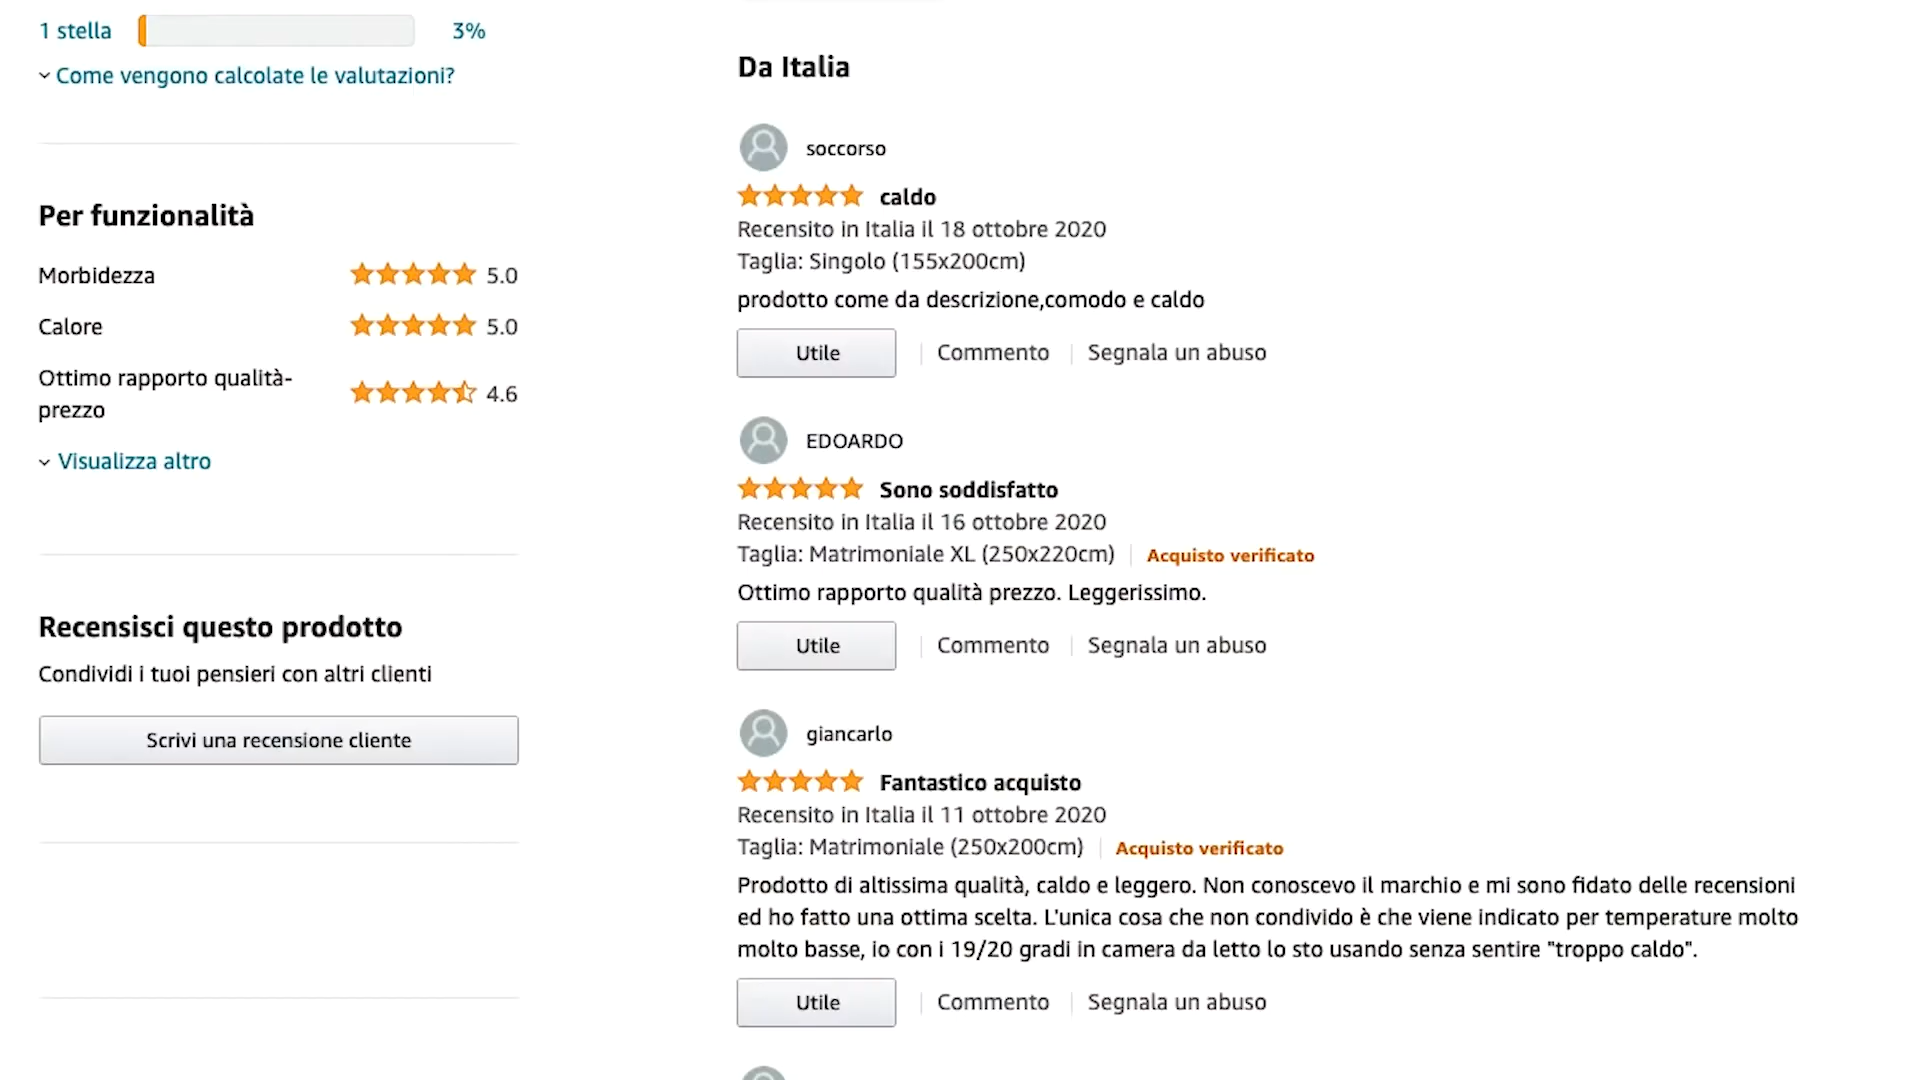 1 stella 3%
Come vengono calcolate le valutazioni?
Per funzionalità
Morbidezza 5.0
Calore 5.0
Ottimo rapporto qualità-
prezzo 4.6
Visualizza altro
Recensisci questo prodotto
Condividi i tuoi pensieri con altri clienti
Scrivi una recensione cliente
Da Italia
soccorso
caldo
Recensito in Italia il 18 ottobre 2020
Taglia: Singolo (155x200cm)
prodotto come da descrizione,comodo e caldo
Utile Commento Segnala un abuso
EDOARDO
Sono soddisfatto
Recensito in Italia il 16 ottobre 2020
Taglia: Matrimoniale XL (250x220cm) Acquisto verificato
Ottimo rapporto qualità prezzo. Leggerissimo.
Utile Commento Segnala un abuso
giancarlo
Fantastico acquisto
Recensito in Italia il 11 ottobre 2020
Taglia: Matrimoniale (250x200cm) Acquisto verificato
Prodotto di altissima qualità, caldo e leggero. Non conoscevo il marchio e mi sono fidato delle recensioni
ed ho fatto una ottima scelta. L'unica cosa che non condivido è che viene indicato per temperature molto
molto basse, io con i 19/20 gradi in camera da letto lo sto usando senza sentire "troppo caldo".
Utile Commento Segnala un abuso